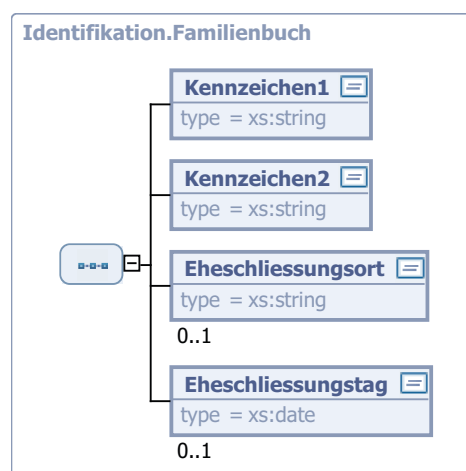 Identifikation.Familienbuch
Kennzeichen1
type = xs:string
Kennzeichen2
type = xs:string
Eheschliessungsort
type = xs:string
0..1
Eheschliessungstag
type = xs:date
0..1